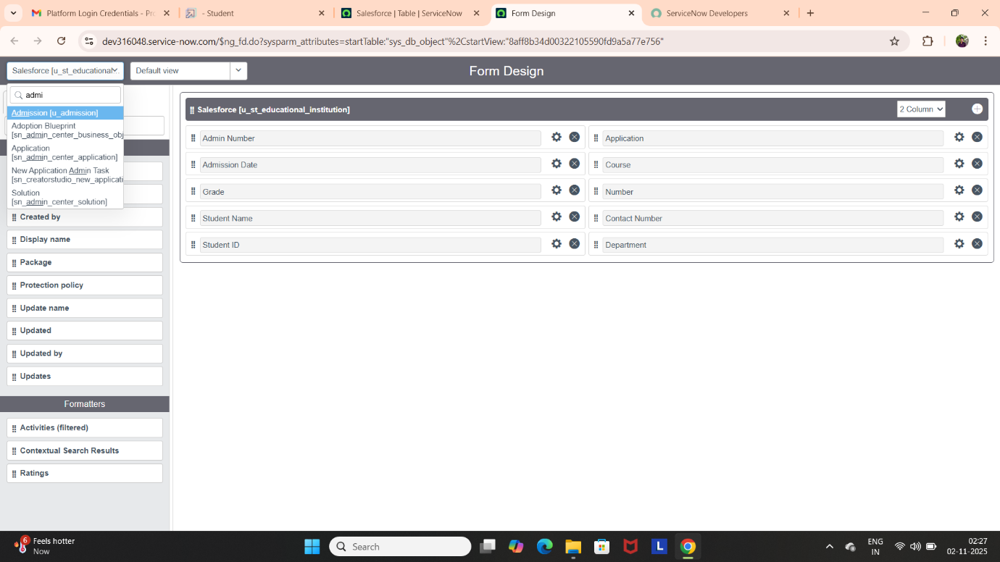 Platform Login Credentials - Pro
- Student
Salesforce | Table | ServiceNow
Form Design
ServiceNow Developers
dev316048.service-now.com/$ng_fd.do?sysparm_attributes=startTable:"sys_db_object"%2CstartView:"8aff8b34d00322105590fd9a5a77e716"
Salesforce [u_st_educational...
Default view
Form Design
admi
Admission [u_admission]
Adoption Blueprint
[sn_admin_center_business_obj
Application
[sn_admin_center_application]
New Application Admin Task
[sn_creatorstudio_new_applicati
Solution
[sn_admin_center_solution]
Created by
Display name
Package
Protection policy
Update name
Updated
Updated by
Updates
Formatters
Activities (filtered)
Contextual Search Results
Ratings
Salesforce [u_st_educational_institution]
2 Column
Admin Number
Application
Admission Date
Course
Grade
Number
Student Name
Contact Number
Student ID
Department
6
Feels hotter
Now
Search
L
ENG
IN
02:27
02-11-2025